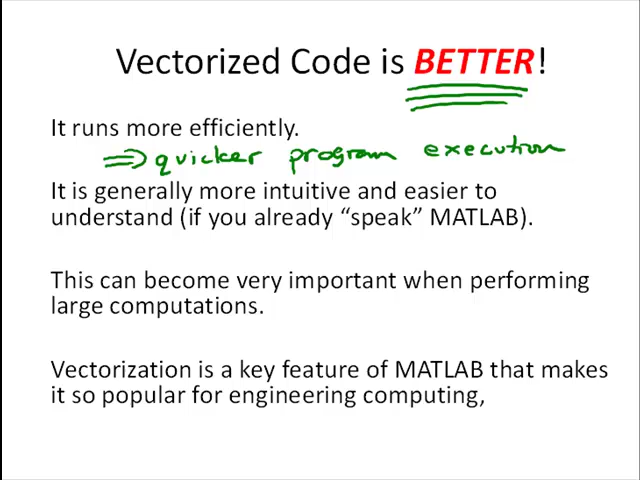 Vectorized Code is BETTER!
It runs more efficiently.
⇒ quicker program execution
It is generally more intuitive and easier to
understand (if you already “speak” MATLAB).
This can become very important when performing
large computations.
Vectorization is a key feature of MATLAB that makes
it so popular for engineering computing,